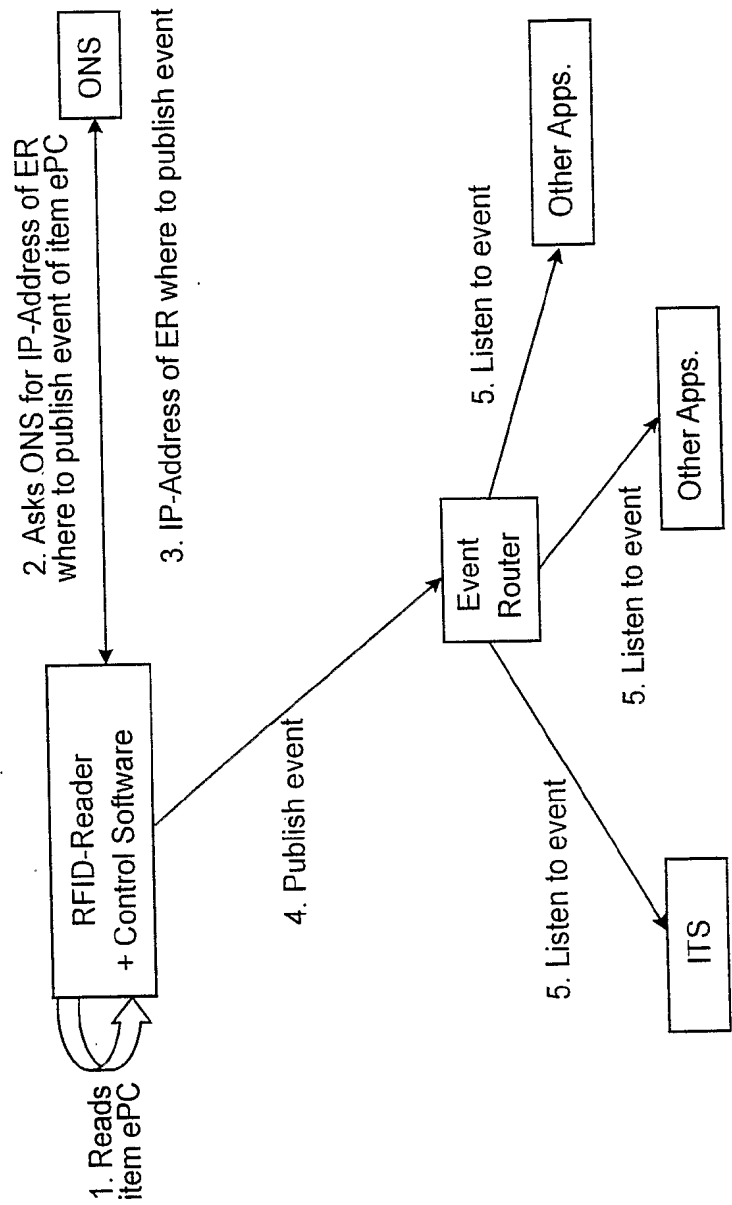 1. Reads
item ePC
RFID-Reader
+ Control Software
2. Asks ONS for IP-Address of ER
where to publish event of item ePC
3. IP-Address of ER where to publish event
ONS
4. Publish event
Event
Router
5. Listen to event
ITS
5. Listen to event
Other Apps.
5. Listen to event
Other Apps.